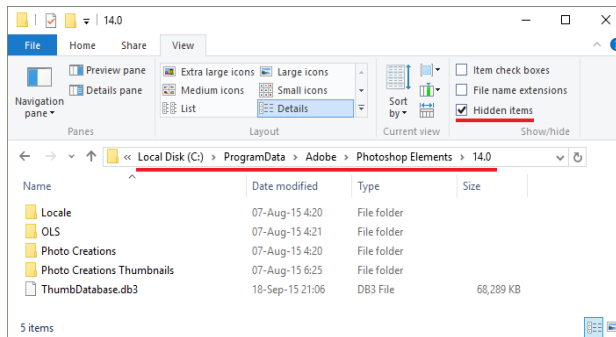 14.0
File Home Share View
Preview pane Extra large icons Large icons Item check boxes
Details pane Medium icons Small icons File name extensions
Navigation pane List Details Sort by Hidden items
Panes Layout Current view Show/hide
« Local Disk (C:) > ProgramData > Adobe > Photoshop Elements > 14.0
Name Date modified Type Size
Locale 07-Aug-15 4:20 File folder
OLS 07-Aug-15 4:21 File folder
Photo Creations 07-Aug-15 4:20 File folder
Photo Creations Thumbnails 07-Aug-15 6:25 File folder
ThumbDatabase.db3 18-Sep-15 21:06 DB3 File 68,289 KB
5 items